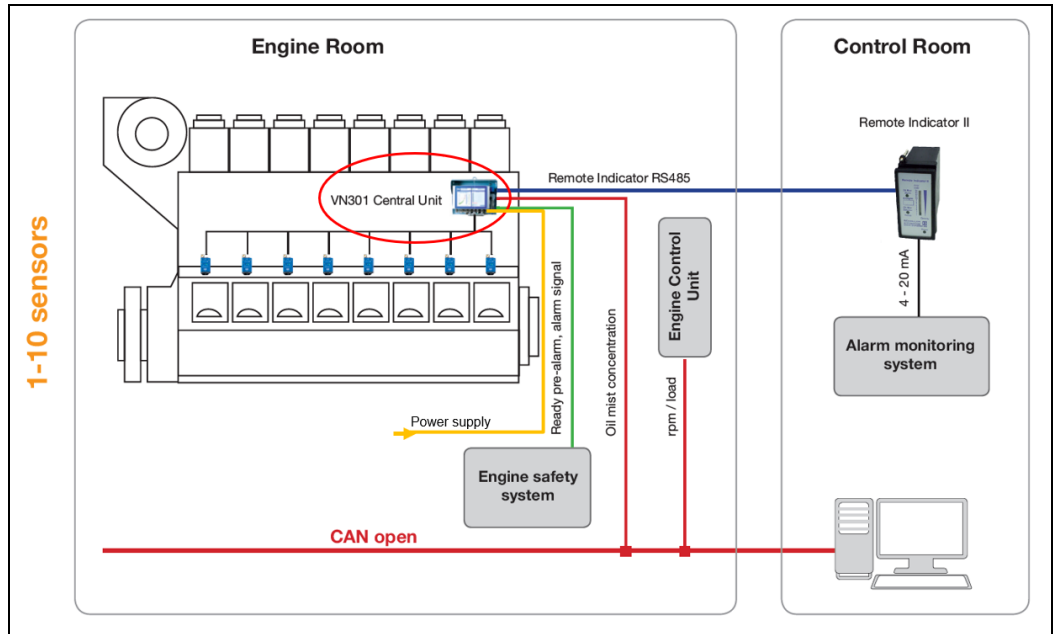 Engine Room
Control Room
Remote Indicator II
Remote Indicator RS485
VN301 Central Unit
1-10 sensors
Engine Control
Unit
4 - 20 mA
Alarm monitoring
system
Ready pre-alarm, alarm signal
Oil mist concentration
rpm / load
Power supply
Engine safety
system
CAN open